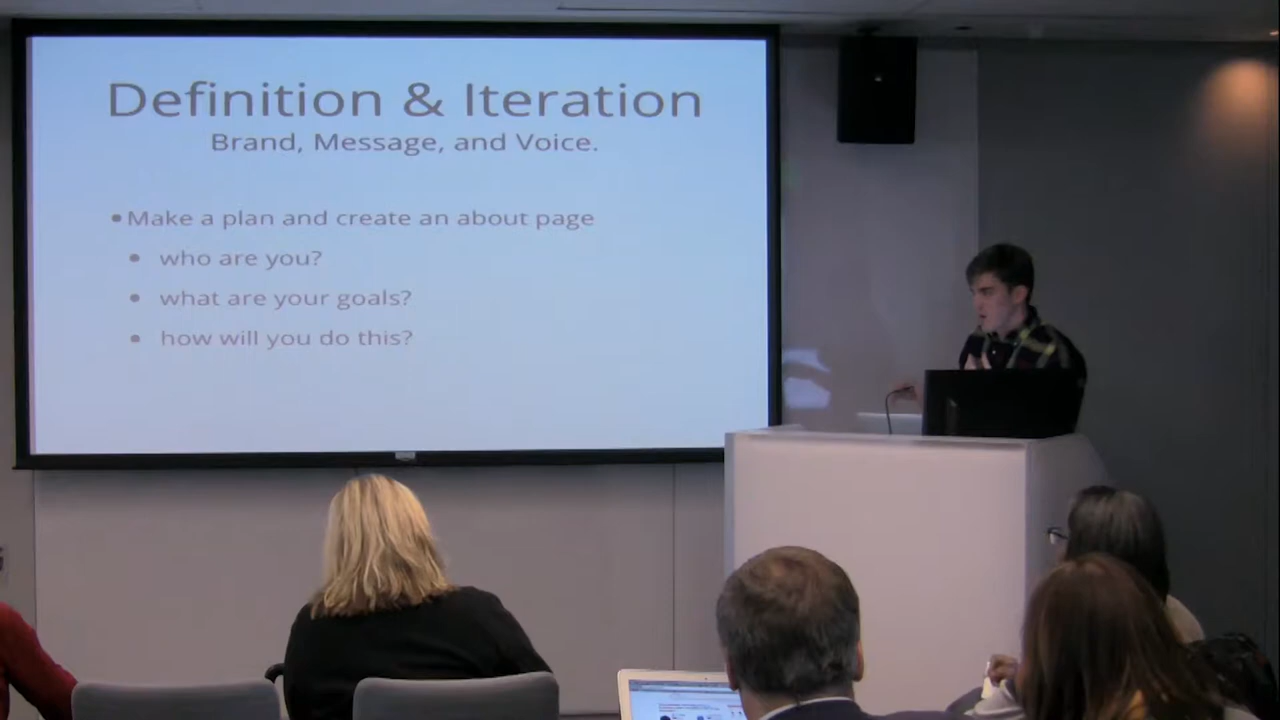 Definition & Iteration
Brand, Message, and Voice.
•Make a plan and create an about page
• who are you?
• what are your goals?
• how will you do this?